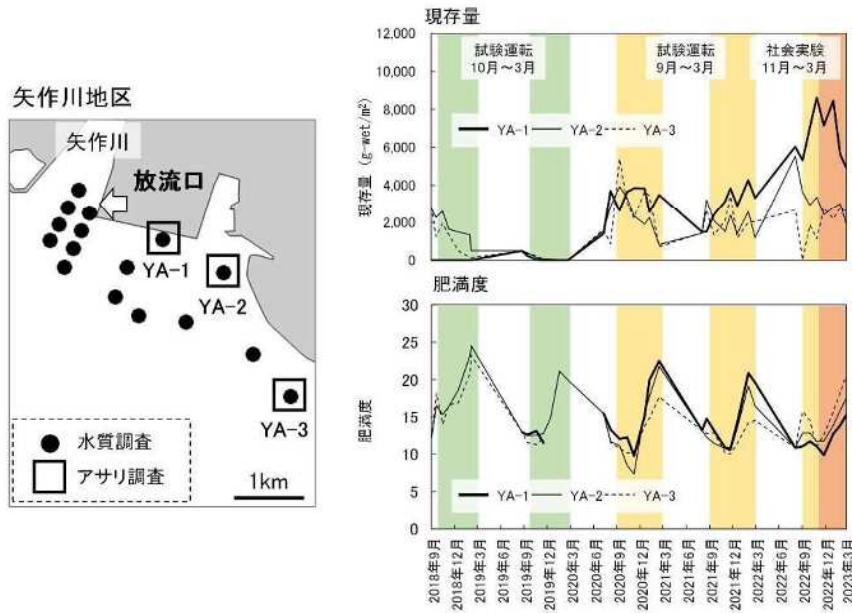 矢作川地区
矢作川
放流口
YA-1
YA-2
YA-3
水質調査
アサリ調査
1km
現存量
試験運転
10月～3月
試験運転
9月～3月
社会実験
11月～3月
現存量 (g-wet/m²)
12,000
10,000
8,000
6,000
4,000
2,000
0
YA-1 YA-2 YA-3
肥満度
肥満度
30
25
20
15
10
5
0
YA-1 YA-2 YA-3
2018年9月
2018年12月
2019年3月
2019年6月
2019年9月
2019年12月
2020年3月
2020年6月
2020年9月
2020年12月
2021年3月
2021年6月
2021年9月
2021年12月
2022年3月
2022年6月
2022年9月
2022年12月
2023年3月